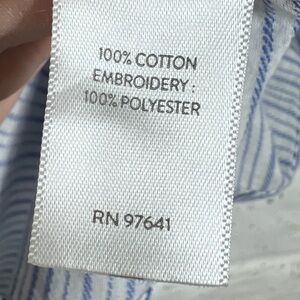 100% COTTON
EMBROIDERY:
100% POLYESTER
RN 97641